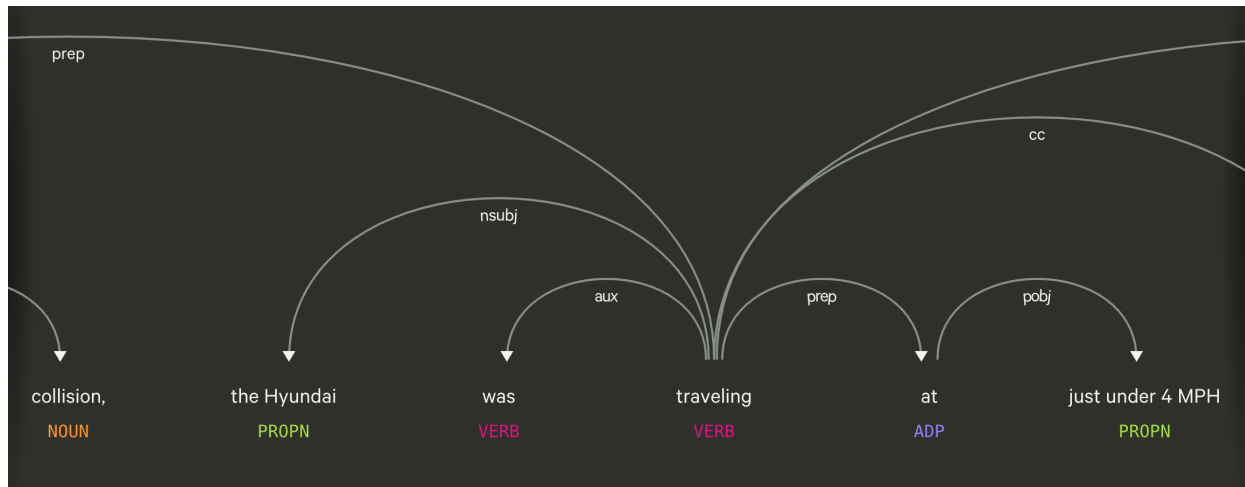 prep
cc
nsubj
aux prep pobj
collision, the Hyundai was traveling at just under 4 MPH
NOUN PROPN VERB VERB ADP PROPN